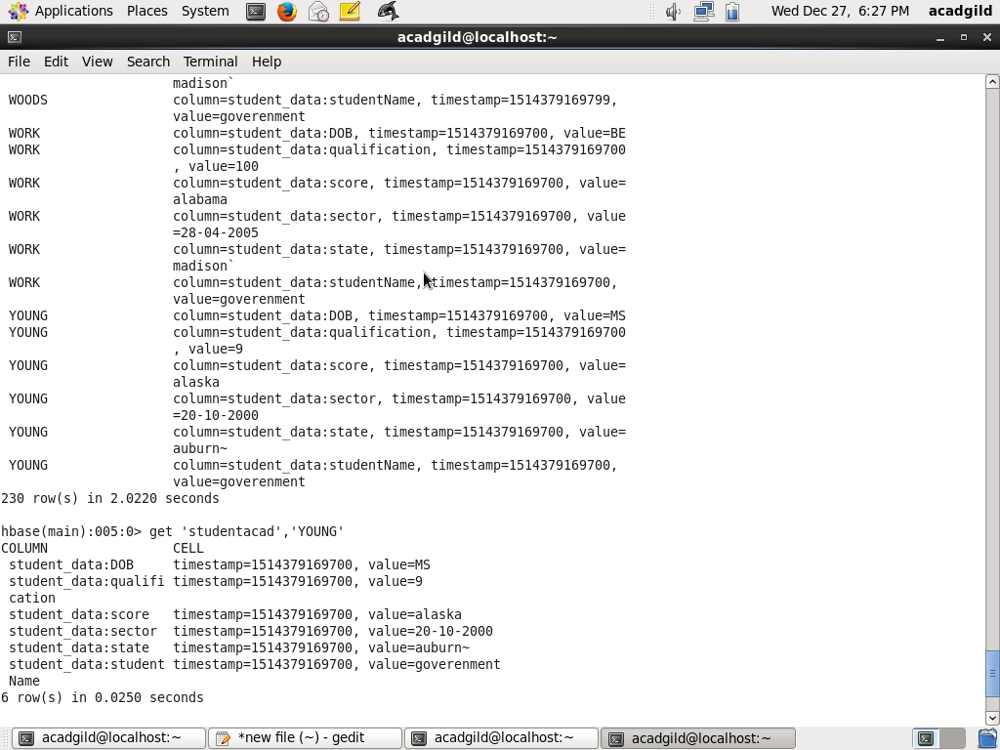 Applications Places System Wed Dec 27, 6:27 PM acadgild
acadgild@localhost:~
File Edit View Search Terminal Help
madison`
WOODS column=student_data:studentName, timestamp=1514379169799,
value=goverenment
WORK column=student_data:DOB, timestamp=1514379169700, value=BE
WORK column=student_data:qualification, timestamp=1514379169700
, value=100
WORK column=student_data:score, timestamp=1514379169700, value=
alabama
WORK column=student_data:sector, timestamp=1514379169700, value
=28-04-2005
WORK column=student_data:state, timestamp=1514379169700, value=
madison`
WORK column=student_data:studentName, timestamp=1514379169700,
value=goverenment
YOUNG column=student_data:DOB, timestamp=1514379169700, value=MS
YOUNG column=student_data:qualification, timestamp=1514379169700
, value=9
YOUNG column=student_data:score, timestamp=1514379169700, value=
alaska
YOUNG column=student_data:sector, timestamp=1514379169700, value
=20-10-2000
YOUNG column=student_data:state, timestamp=1514379169700, value=
auburn~
YOUNG column=student_data:studentName, timestamp=1514379169700,
value=goverenment
230 row(s) in 2.0220 seconds
hbase(main):005:0> get 'studentacad','YOUNG'
COLUMN CELL
student_data:DOB timestamp=1514379169700, value=MS
student_data:qualifi timestamp=1514379169700, value=9
cation
student_data:score timestamp=1514379169700, value=alaska
student_data:sector timestamp=1514379169700, value=20-10-2000
student_data:state timestamp=1514379169700, value=auburn~
student_data:student timestamp=1514379169700, value=goverenment
Name
6 row(s) in 0.0250 seconds
acadgild@localhost:~ *new file (~) - gedit acadgild@localhost:~ acadgild@localhost:~